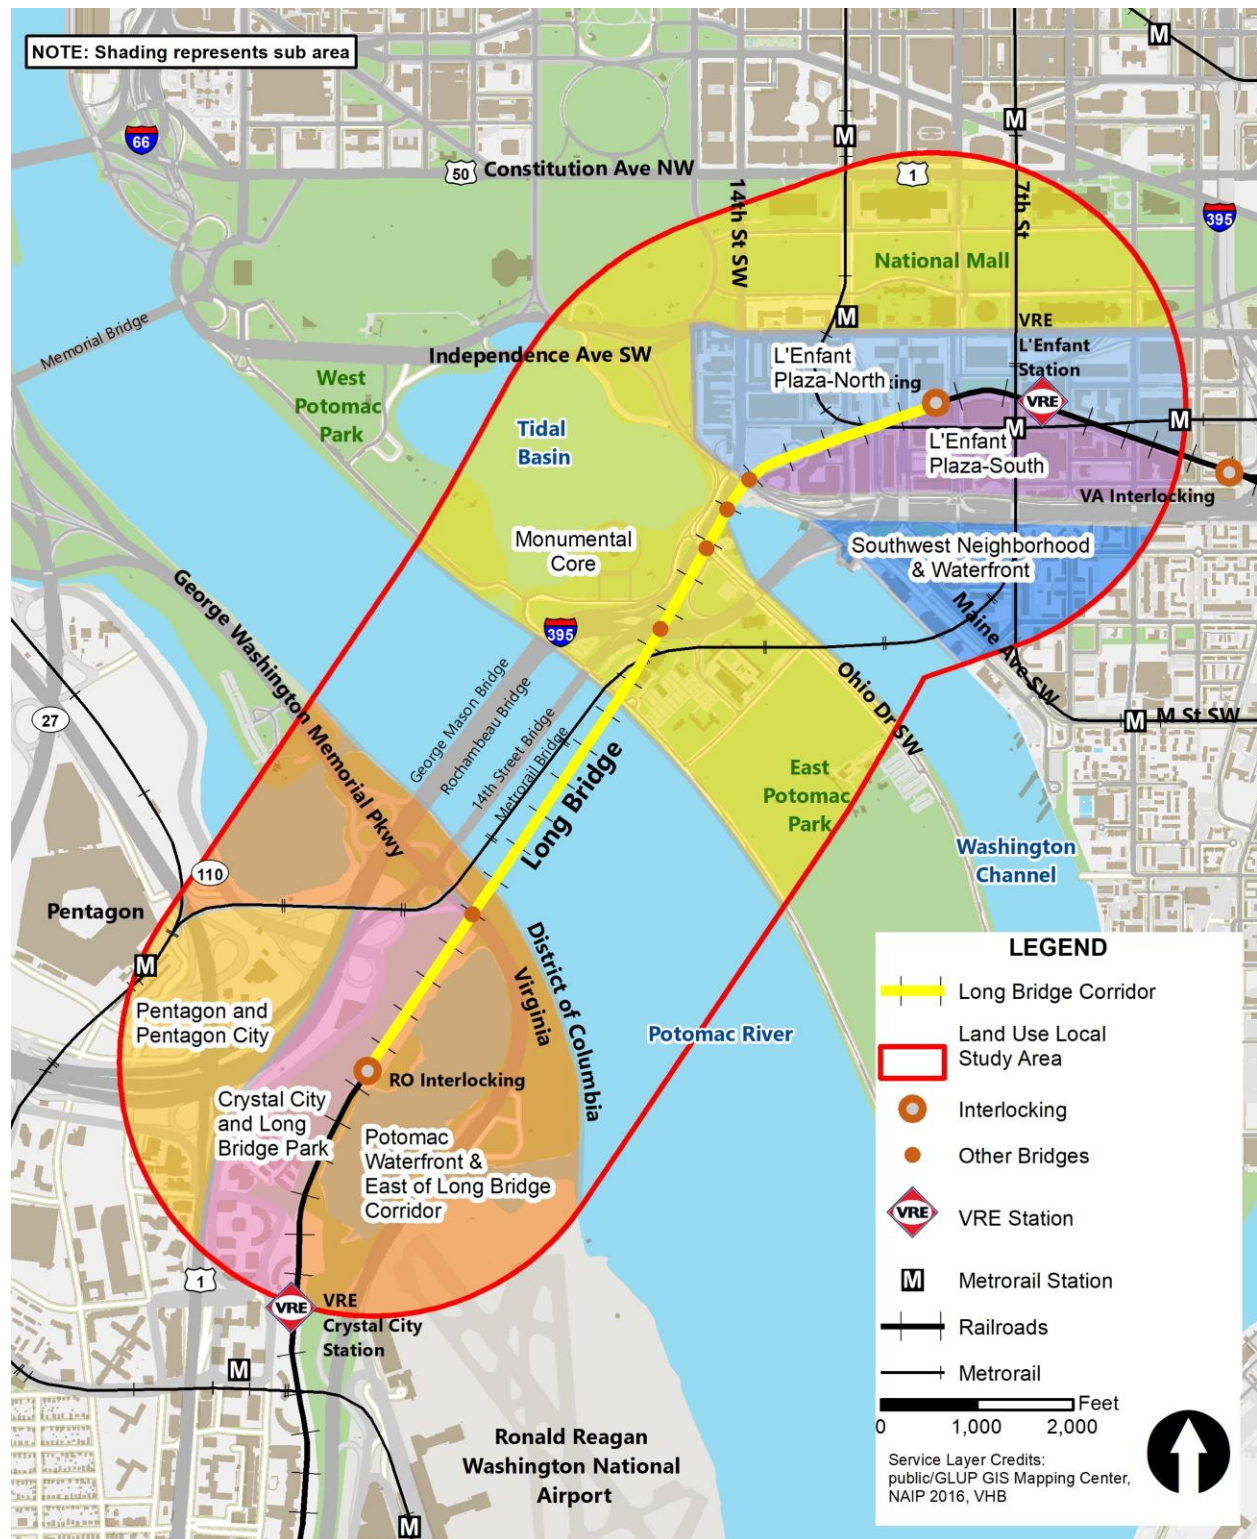 NOTE: Shading represents sub area
M
M
M
M
66
50
Constitution Ave NW
1
14th St SW
7th St
395
National Mall
M
Memorial Bridge
Independence Ave SW
VRE
L'Enfant
Station
L'Enfant
Plaza-North
West
Potomac
Park
VRE
Tidal
Basin
M
M
L'Enfant
Plaza-South
VA Interlocking
Monumental
Core
Southwest Neighborhood
& Waterfront
George Washington Memorial Pkwy
395
Maine Ave SW
George Mason Bridge
Rochambeau Bridge
14th Street Bridge
Metrorail Bridge
Long Bridge
Ohio Dr SW
27
M
M St SW
East
Potomac
Park
Washington
Channel
110
Pentagon
M
District of Columbia
Virginia
Pentagon and
Pentagon City
Potomac River
RO Interlocking
Crystal City
and Long
Bridge Park
Potomac
Waterfront &
East of Long Bridge
Corridor
1
VRE
VRE
Crystal City
Station
M
M
Ronald Reagan
Washington National
Airport
LEGEND
Long Bridge Corridor
Land Use Local
Study Area
Interlocking
Other Bridges
VRE
VRE Station
M
Metrorail Station
Railroads
Metrorail
Feet
0 1,000 2,000
Service Layer Credits:
public/GLUP GIS Mapping Center,
NAIP 2016, VHB